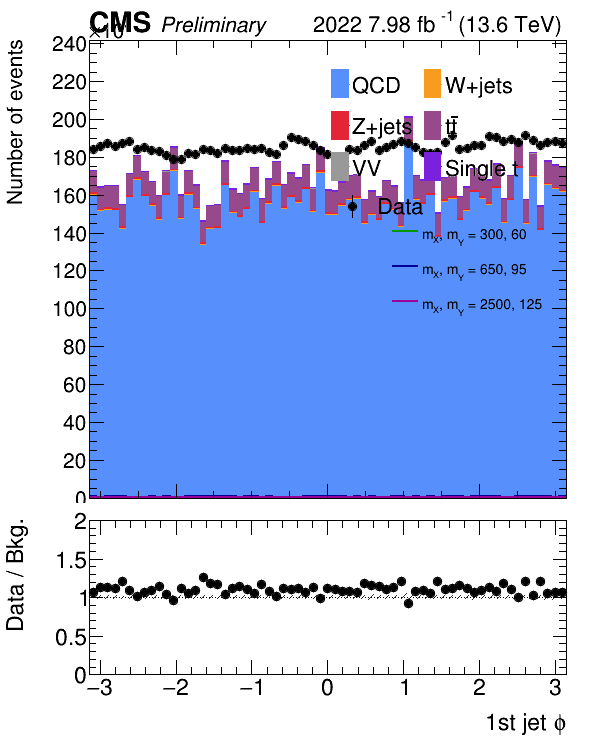 CMS Preliminary 2022 7.98 fb -1 (13.6 TeV)
Number of events
240
220
200
180
160
140
120
100
80
60
40
20
0
QCD W+jets
Z+jets tt̄
VV Single t
Data
mX, mY = 300, 60
mX, mY = 650, 95
mX, mY = 2500, 125
Data / Bkg.
2
1.5
1
0.5
0
−3 −2 −1 0 1 2 3
1st jet ϕ